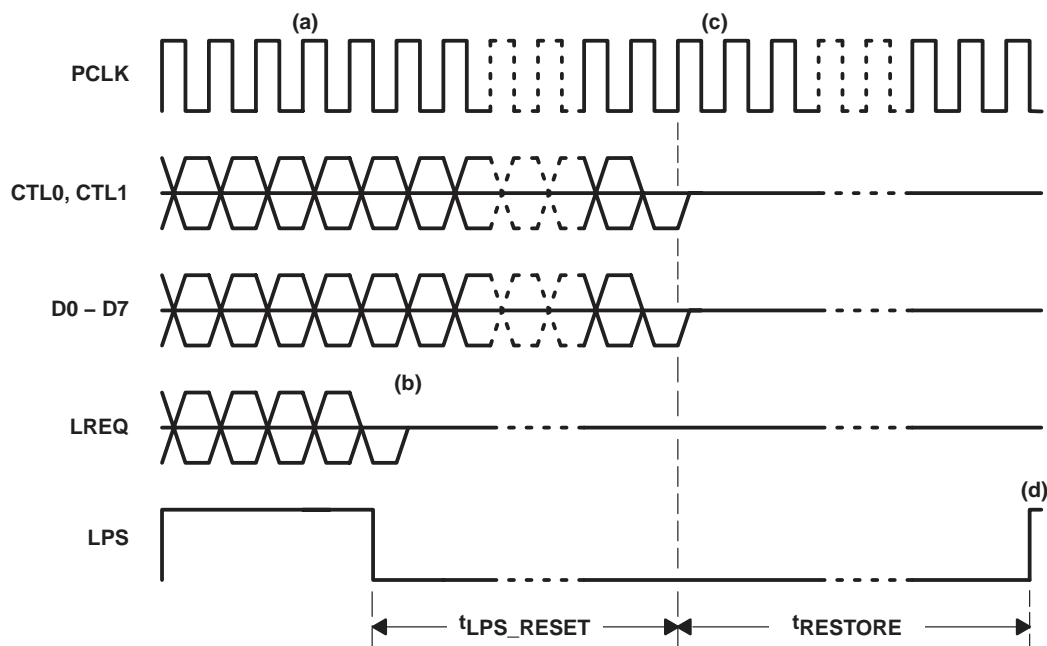 (a)
(c)
PCLK
CTL0, CTL1
D0 – D7
(b)
LREQ
(d)
LPS
tLPS_RESET
tRESTORE